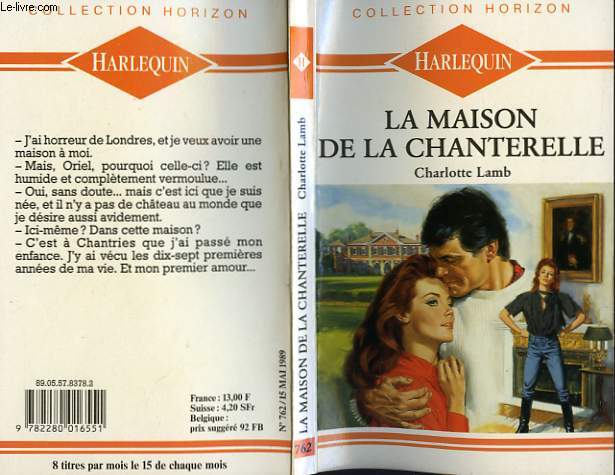 © Le-livre.com
COLLECTION HORIZON
HARLEQUIN
– J'ai horreur de Londres, et je veux avoir une
maison à moi.
– Mais, Oriel, pourquoi celle-ci? Elle est
humide et complètement vermoulue...
– Oui, sans doute... mais c'est ici que je suis
née, et il n'y a pas de château au monde que
je désire aussi avidement.
– Ici-même? Dans cette maison?
– C'est à Chantries que j'ai passé mon
enfance. J'y ai vécu les dix-sept premières
années de ma vie. Et mon premier amour...
89.05.57.8378.2
9 782280 016551
France : 13,00 F
Suisse : 4,20 SFr
Belgique :
prix suggéré 92 FB
8 titres par mois le 15 de chaque mois
H
Charlotte Lamb
LA MAISON DE LA CHANTERELLE
N° 762 / 15 MAI 1989
762
COLLECTION HORIZON
HARLEQUIN
LA MAISON
DE LA CHANTERELLE
Charlotte Lamb